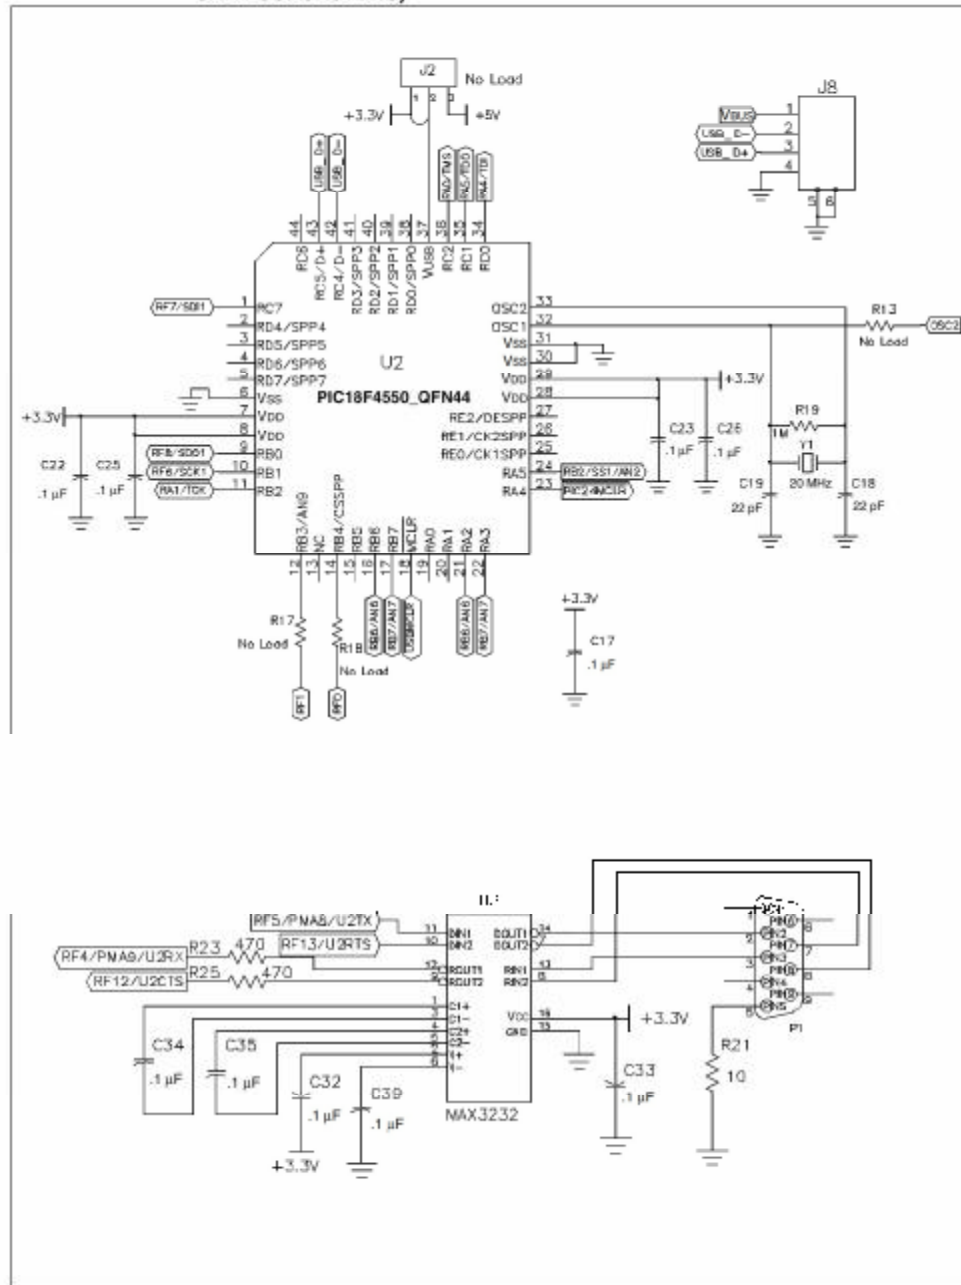 J2
No Load
1 2 3
+3.3V
+5V
J8
VBUS 1
USB_D- 2
USB_D+ 3
4
USB_D+
USB_D-
RA0/TMS
RA5/TDO
RA4/TDI
44 43 42 41 40 39 38 37 36 35 34
RD6
RC5/D+
RC4/D-
RD3/SPP3
RD2/SPP2
RD1/SPP1
RD0/SPP0
VUSB
RC2
RC1
RD0
RF7/SDI1 1 RC7
2 RD4/SPP4
3 RD5/SPP5
4 RD6/SPP6
5 RD7/SPP7
6 VSS
+3.3V
7 VDD
8 VDD
RF8/SDO1 9 RB0
RF6/SCK1 10 RB1
RA1/TCK 11 RB2
C22
.1 µF
C25
.1 µF
U2
PIC18F4550_QFN44
OSC2 33
OSC1 32
VSS 31
VSS 30
VDD 29
VDD 28
RE2/OESPP 27
RE1/CK2SPP 26
RE0/CK1SPP 25
RA5 24 RB2/SS1/AN2
RA4 23 PIC24MCLR
+3.3V
C23
.1 µF
C26
.1 µF
R13
No Load
OSC2
R19
1M
Y1
20 MHz
C19
22 pF
C18
22 pF
RB3/AN9
NC
RB4/CSSPP
RB5
RB6
RB7
MCLR
RA0
RA1
RA2
RA3
12 13 14 15 16 17 18 19 20 21 22
R17
No Load
R18
No Load
RF1
RF0
RB6/AN6
RB7/AN7
USBMCLR
RB6/AN6
RB7/AN7
+3.3V
C17
.1 µF
RF5/PMA8/U2TX 11 DIN1
RF13/U2RTS 10 DIN2
RF4/PMA9/U2RX R23 470 12 ROUT1
RF12/U2CTS R25 470 ROUT2
1 C1+
C1-
4 C2+
C2-
DOUT1 14
DOUT2
RIN1 13
RIN2 8
VCC 16
GND 15
MAX3232
C34
.1 µF
C35
.1 µF
C32
.1 µF
+3.3V
C39
.1 µF
+3.3V
C33
.1 µF
1
PIN6 6
PIN2
2
PIN7
PIN3
3
8
PIN4
4
9
PIN5
5
P1
R21
10